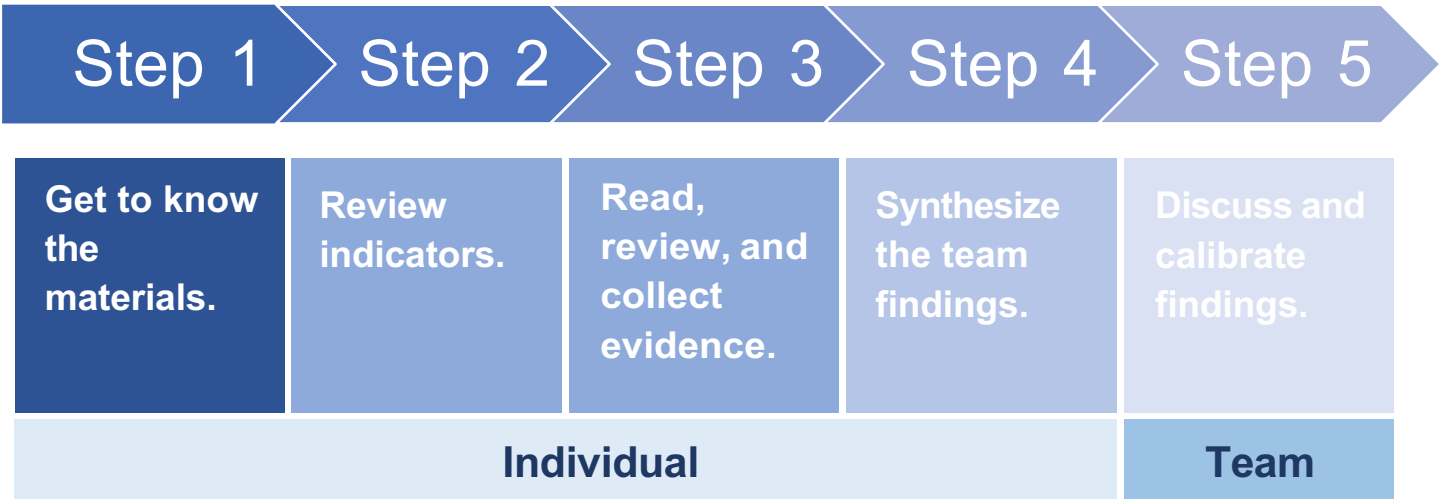 Step 1
Step 2
Step 3
Step 4
Step 5
Get to know
the
materials.
Review
indicators.
Read,
review, and
collect
evidence.
Synthesize
the team
findings.
Discuss and
calibrate
findings.
Individual
Team